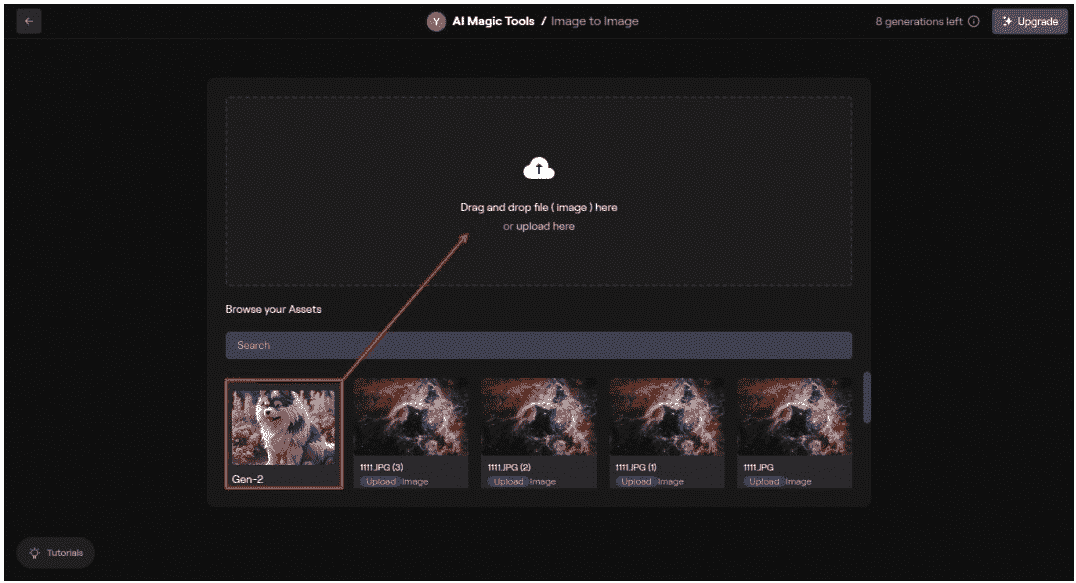 Y AI Magic Tools / Image to Image
8 generations left
Upgrade
Drag and drop file ( image ) here
or upload here
Browse your Assets
Search
Gen-2
1111.JPG (3)
Upload Image
1111.JPG (2)
Upload Image
1111.JPG (1)
Upload Image
1111.JPG
Upload Image
Tutorials